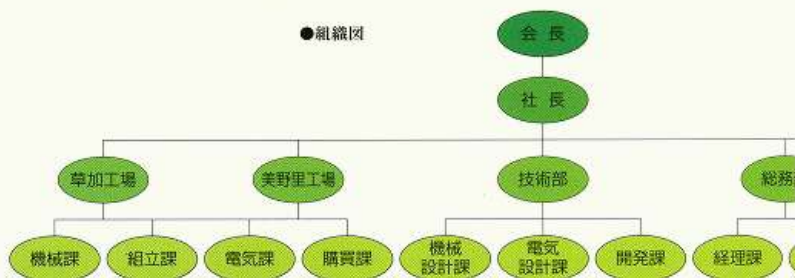 ●組織図
会 長
社 長
草加工場
美野里工場
技術部
総務
機械課
組立課
電気課
購買課
機械
設計課
電気
設計課
開発課
経理課